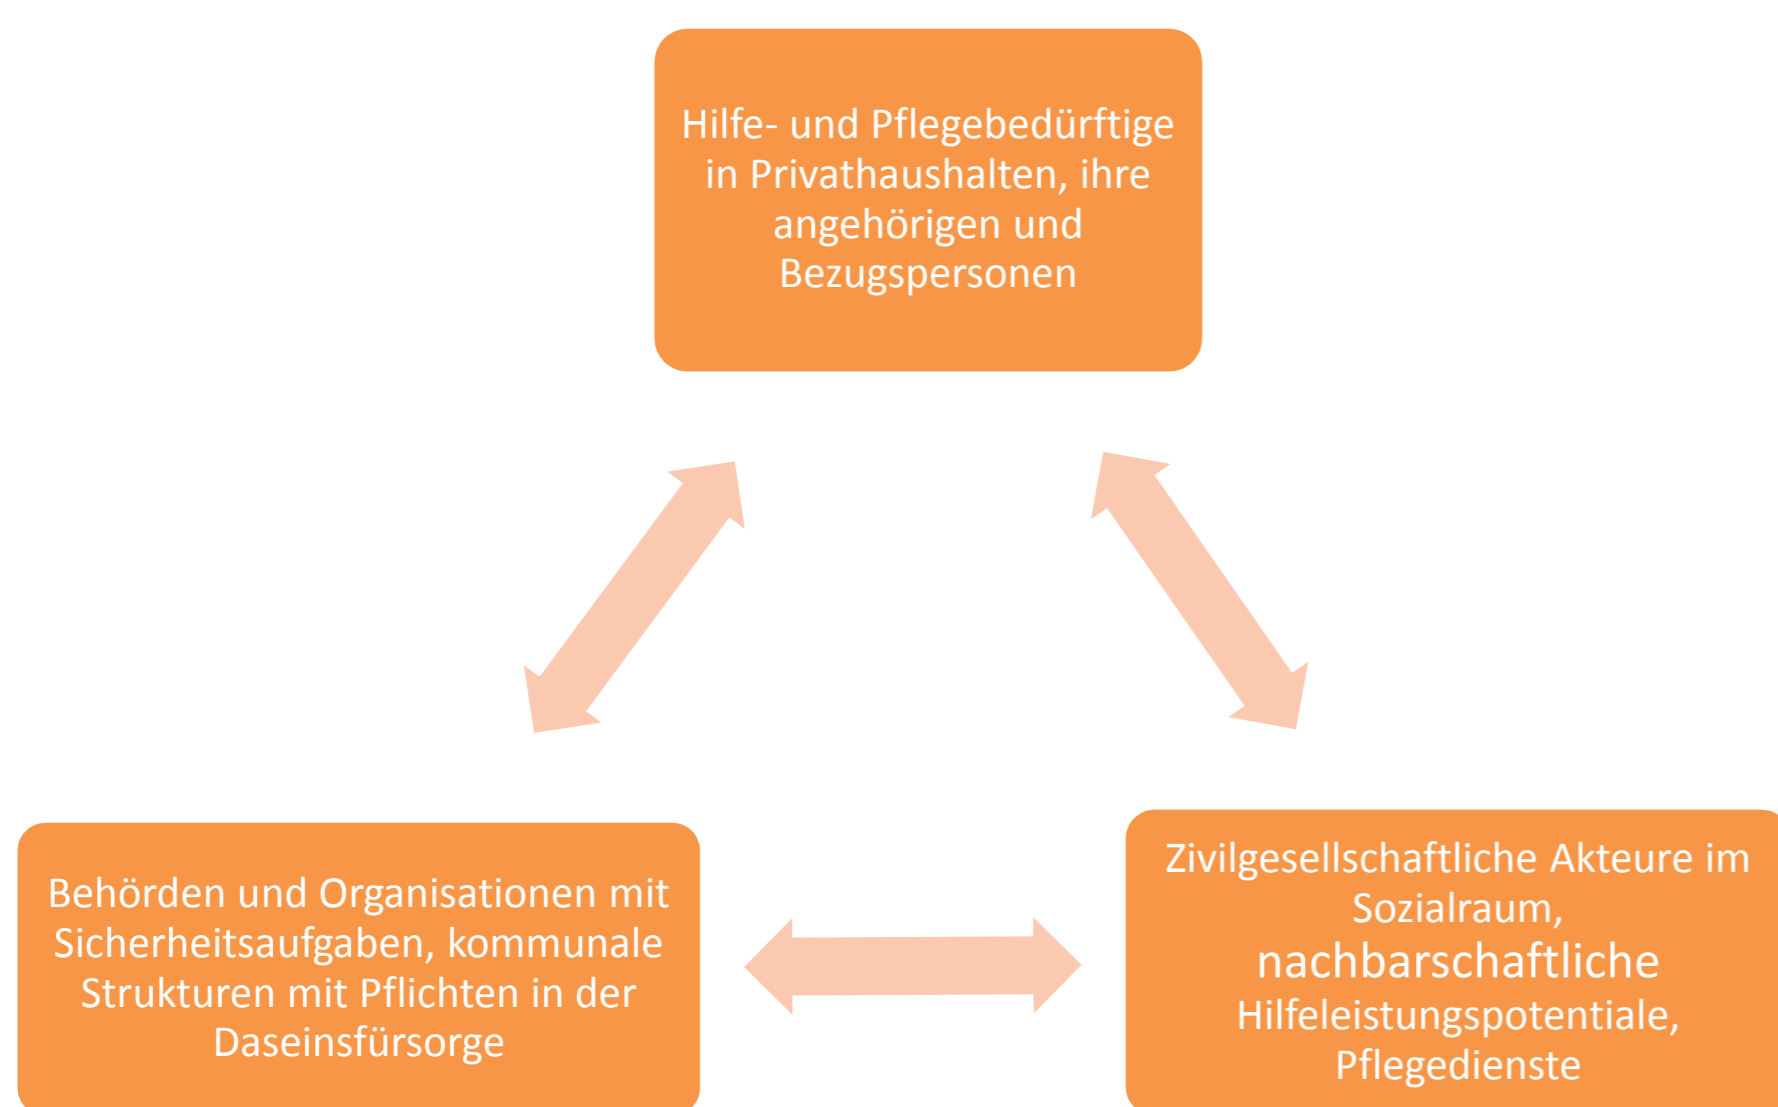 Hilfe- und Pflegebedürftige
in Privathaushalten, ihre
angehörigen und
Bezugspersonen
Behörden und Organisationen mit
Sicherheitsaufgaben, kommunale
Strukturen mit Pflichten in der
Daseinsfürsorge
Zivilgesellschaftliche Akteure im
Sozialraum,
nachbarschaftliche
Hilfeleistungspotentiale,
Pflegedienste